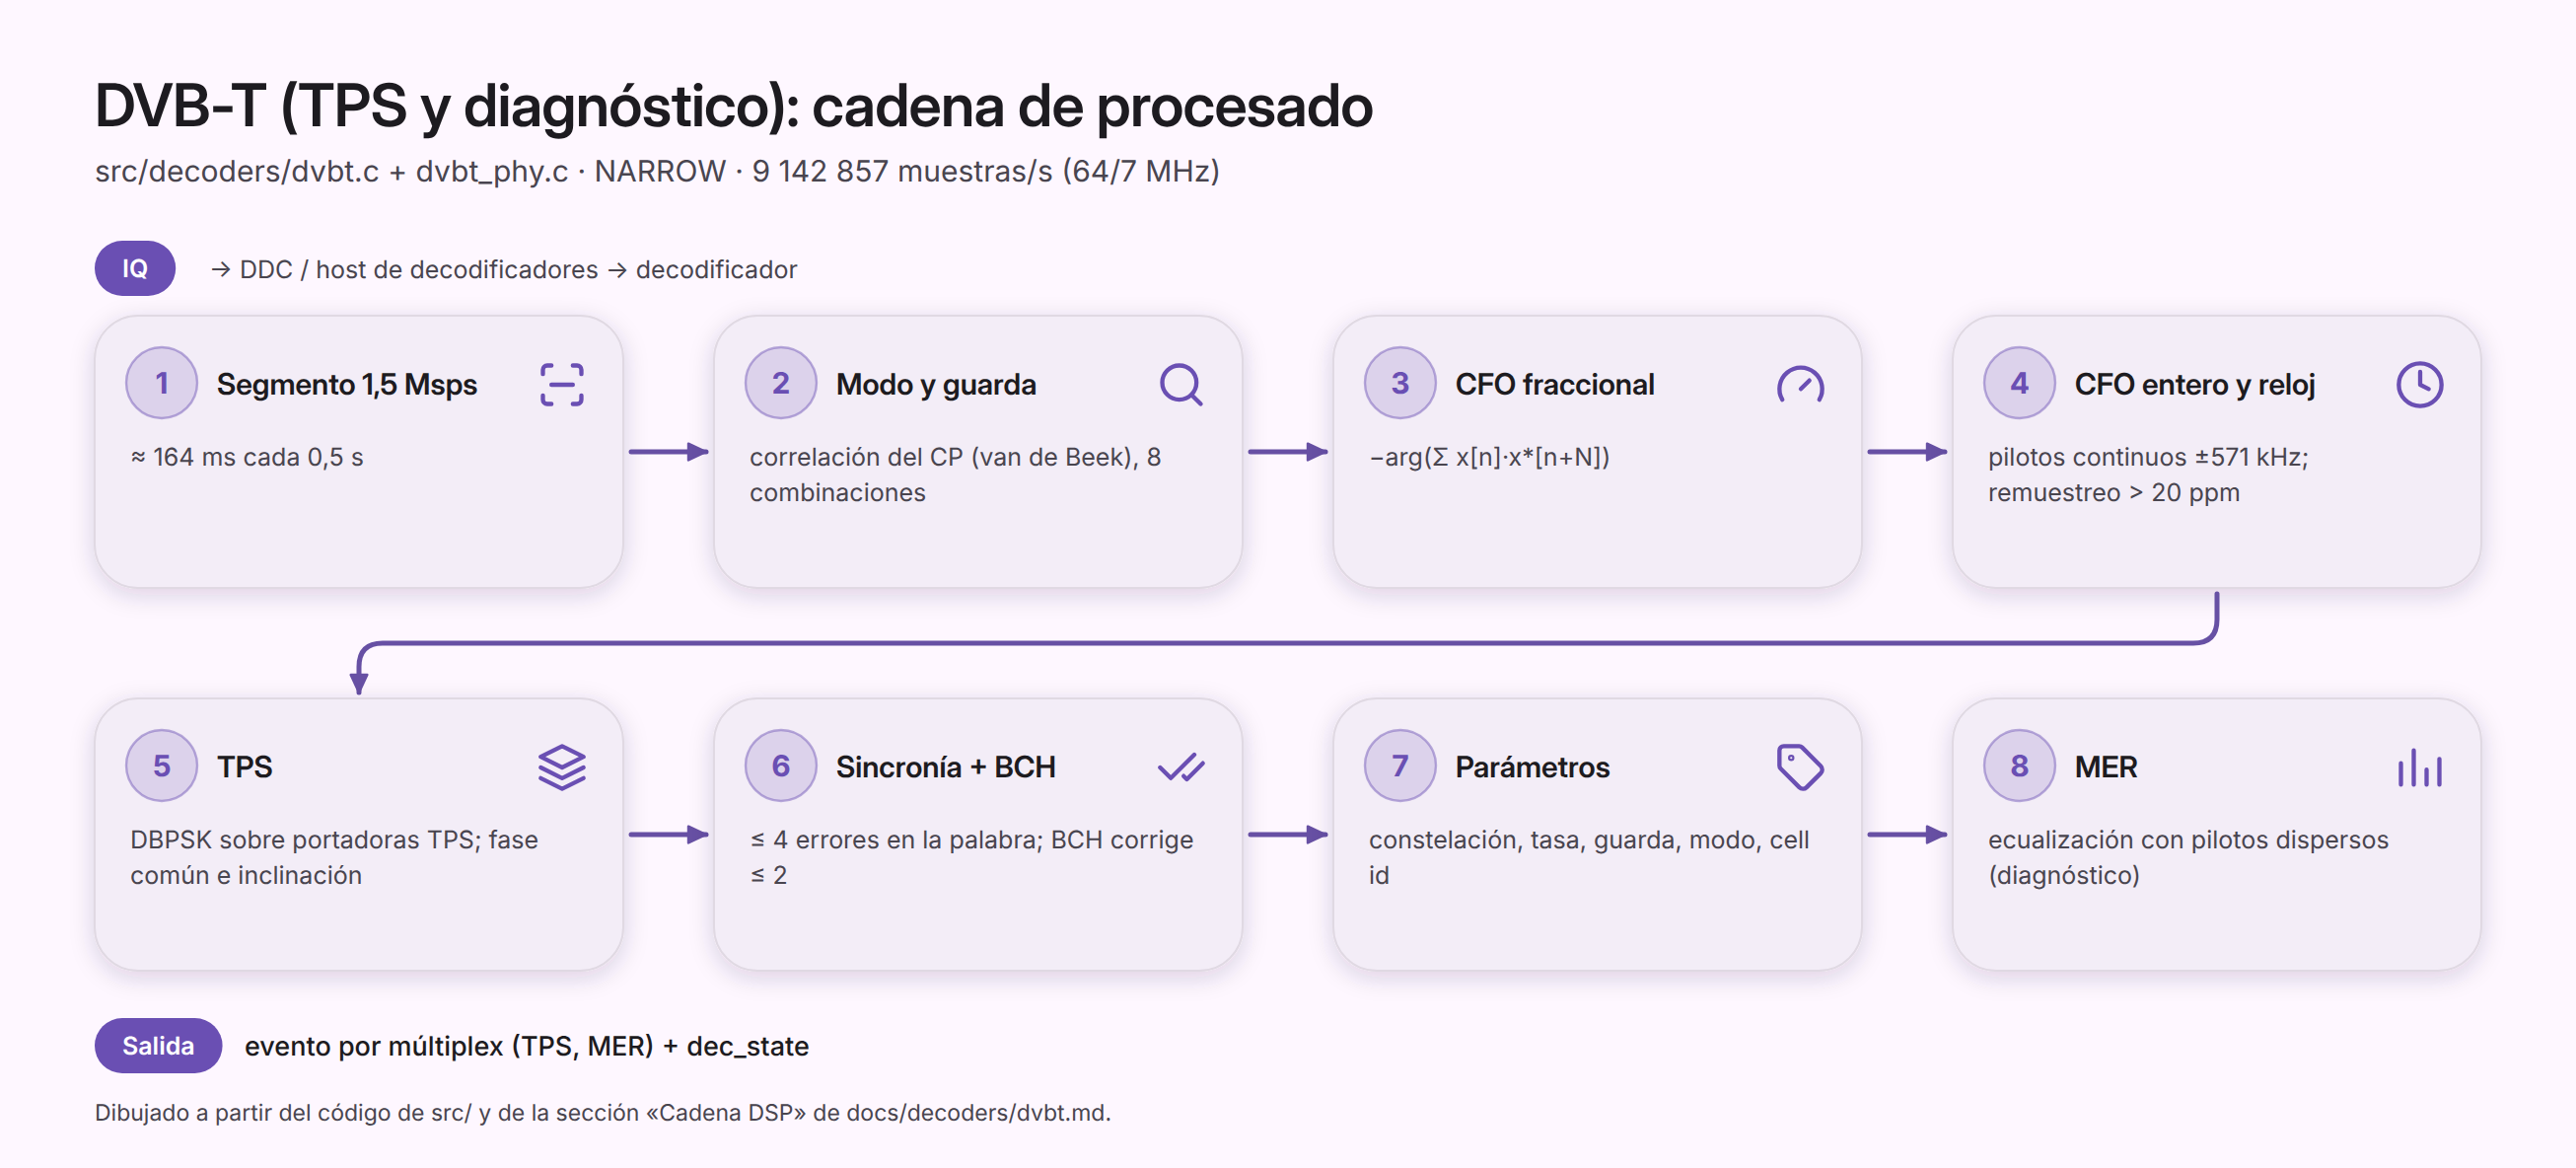 DVB-T (TPS y diagnóstico): cadena de procesado
src/decoders/dvbt.c + dvbt_phy.c · NARROW · 9 142 857 muestras/s (64/7 MHz)
IQ → DDC / host de decodificadores → decodificador
1 Segmento 1,5 Msps
≈ 164 ms cada 0,5 s
2 Modo y guarda
correlación del CP (van de Beek), 8
combinaciones
3 CFO fraccional
−arg(Σ x[n]·x*[n+N])
4 CFO entero y reloj
pilotos continuos ±571 kHz;
remuestreo > 20 ppm
5 TPS
DBPSK sobre portadoras TPS; fase
común e inclinación
6 Sincronía + BCH
≤ 4 errores en la palabra; BCH corrige
≤ 2
7 Parámetros
constelación, tasa, guarda, modo, cell
id
8 MER
ecualización con pilotos dispersos
(diagnóstico)
Salida evento por múltiplex (TPS, MER) + dec_state
Dibujado a partir del código de src/ y de la sección «Cadena DSP» de docs/decoders/dvbt.md.